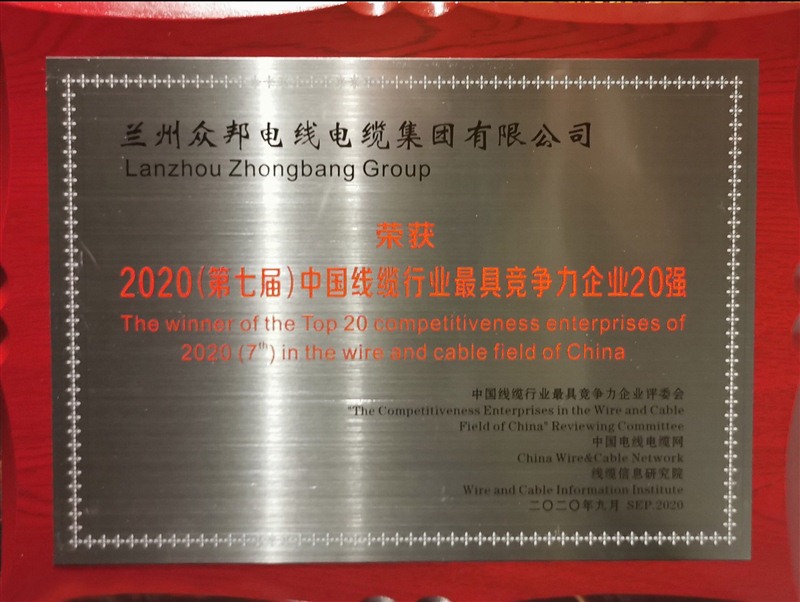 兰州众邦电线电缆集团有限公司
Lanzhou Zhongbang Group
荣获
2020(第七届)中国线缆行业最具竞争力企业20强
The winner of the Top 20 competitiveness enterprises of
2020 (7th) in the wire and cable field of China
中国线缆行业最具竞争力企业评委会
"The Competitiveness Enterprises in the Wire and Cable
Field of China" Reviewing Committee
中国电线电缆网
China Wire&Cable Network
线缆信息研究院
Wire and Cable Information Institute
二〇二〇年九月 SEP.2020